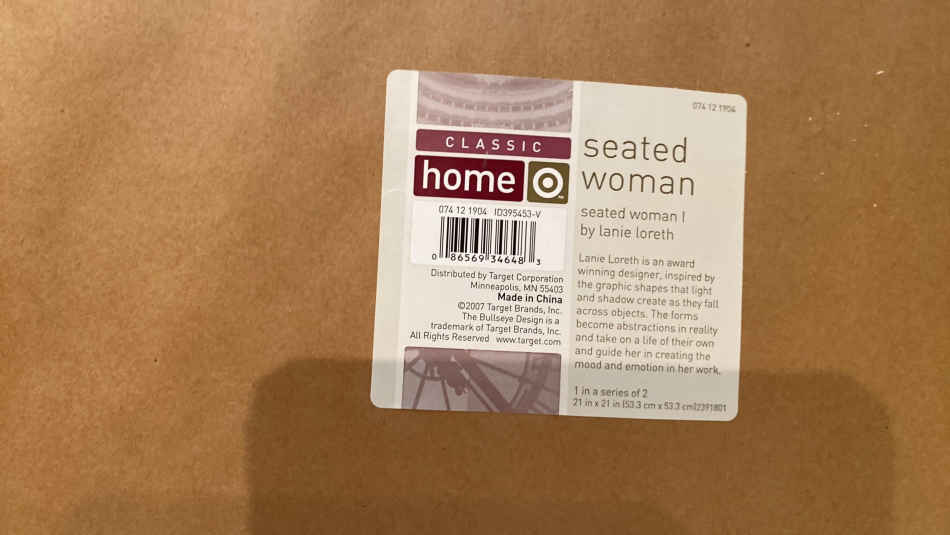 CLASSIC
home
074 12 1904 ID395453-V
0 86569 34648 3
Distributed by Target Corporation
Minneapolis, MN 55403
Made in China
©2007 Target Brands, Inc.
The Bullseye Design is a
trademark of Target Brands, Inc.
All Rights Reserved www.target.com
074 12 1904
seated
woman
seated woman I
by lanie loreth
Lanie Loreth is an award
winning designer, inspired by
the graphic shapes that light
and shadow create as they fall
across objects. The forms
become abstractions in reality
and take on a life of their own
and guide her in creating the
mood and emotion in her work.
1 in a series of 2
21 in x 21 in (53.3 cm x 53.3 cm)2391801